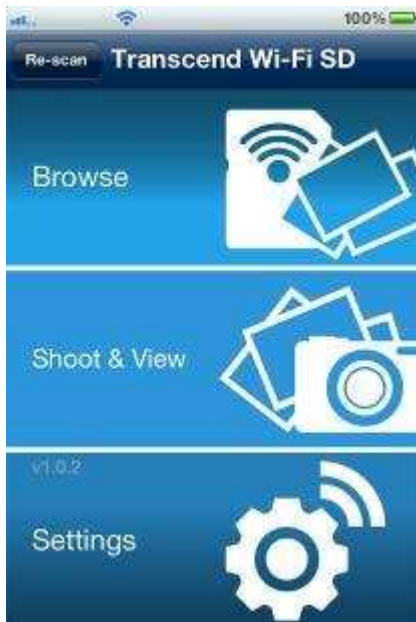 100%
Re-scan Transcend Wi-Fi SD
Browse
Shoot & View
v1.0.2
Settings